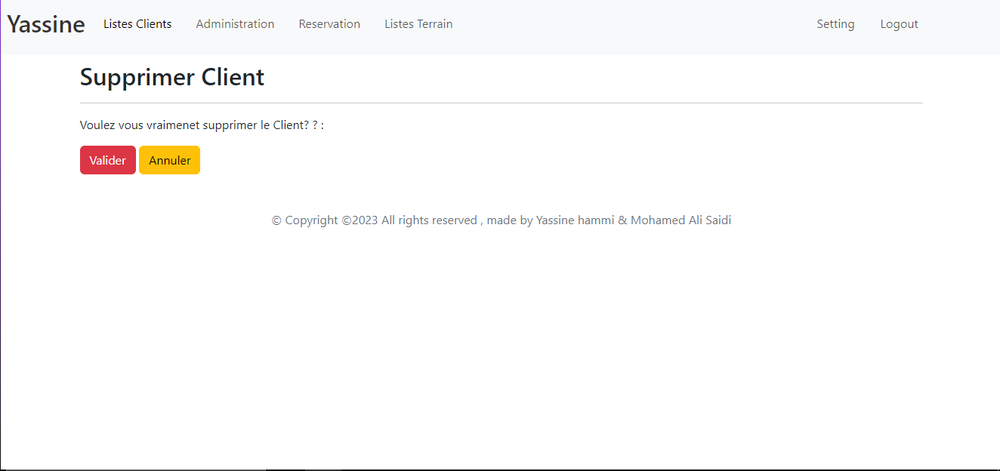 Yassine Listes Clients Administration Reservation Listes Terrain Setting Logout
Supprimer Client
Voulez vous vraimenet supprimer le Client? ? :
Valider Annuler
© Copyright ©2023 All rights reserved , made by Yassine hammi & Mohamed Ali Saidi